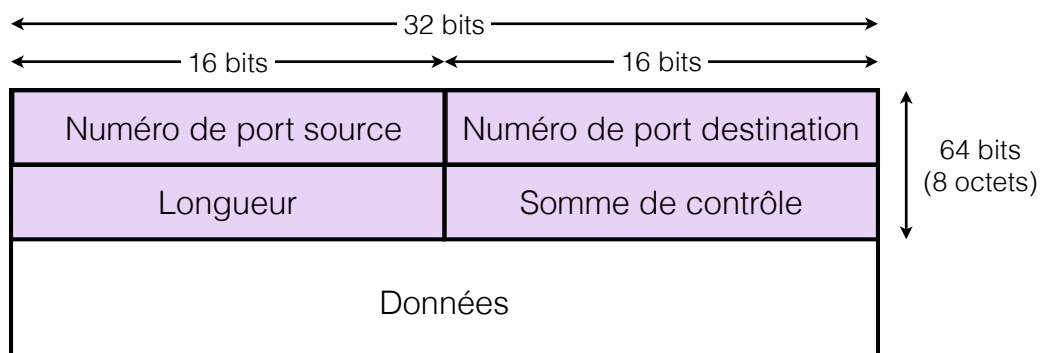 32 bits
16 bits
16 bits
Numéro de port source
Numéro de port destination
64 bits
(8 octets)
Longueur
Somme de contrôle
Données